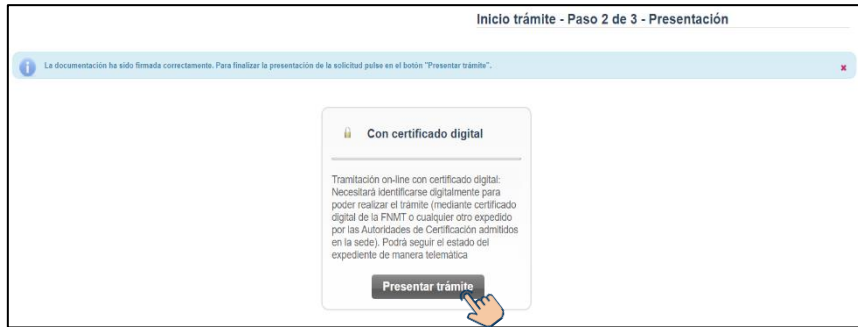 Inicio trámite - Paso 2 de 3 - Presentación
La documentación ha sido firmada correctamente. Para finalizar la presentación de la solicitud pulse en el botón "Presentar trámite".
Con certificado digital
Tramitación on-line con certificado digital:
Necesitará identificarse digitalmente para
poder realizar el trámite (mediante certificado
digital de la FNMT o cualquier otro expedido
por las Autoridades de Certificación admitidos
en la sede). Podrá seguir el estado del
expediente de manera telemática
Presentar trámite